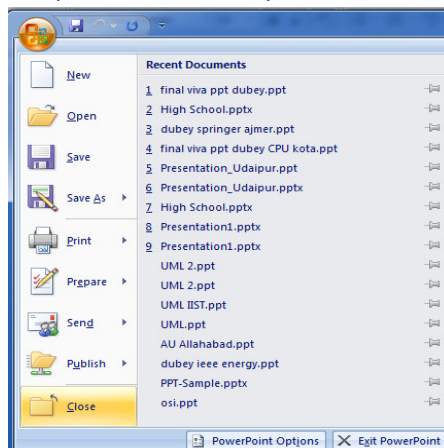 New
Open
Save
Save As
Print
Prepare
Send
Publish
Close
Recent Documents
1 final viva ppt dubey.ppt
2 High School.pptx
3 dubey springer ajmer.ppt
4 final viva ppt dubey CPU kota.ppt
5 Presentation_Udaipur.ppt
6 Presentation_Udaipur.pptx
7 High School.pptx
8 Presentation1.pptx
9 Presentation1.pptx
UML 2.ppt
UML 2.ppt
UML IIST.ppt
UML.ppt
AU Allahabad.ppt
dubey ieee energy.ppt
PPT-Sample.pptx
osi.ppt
PowerPoint Options
Exit PowerPoint